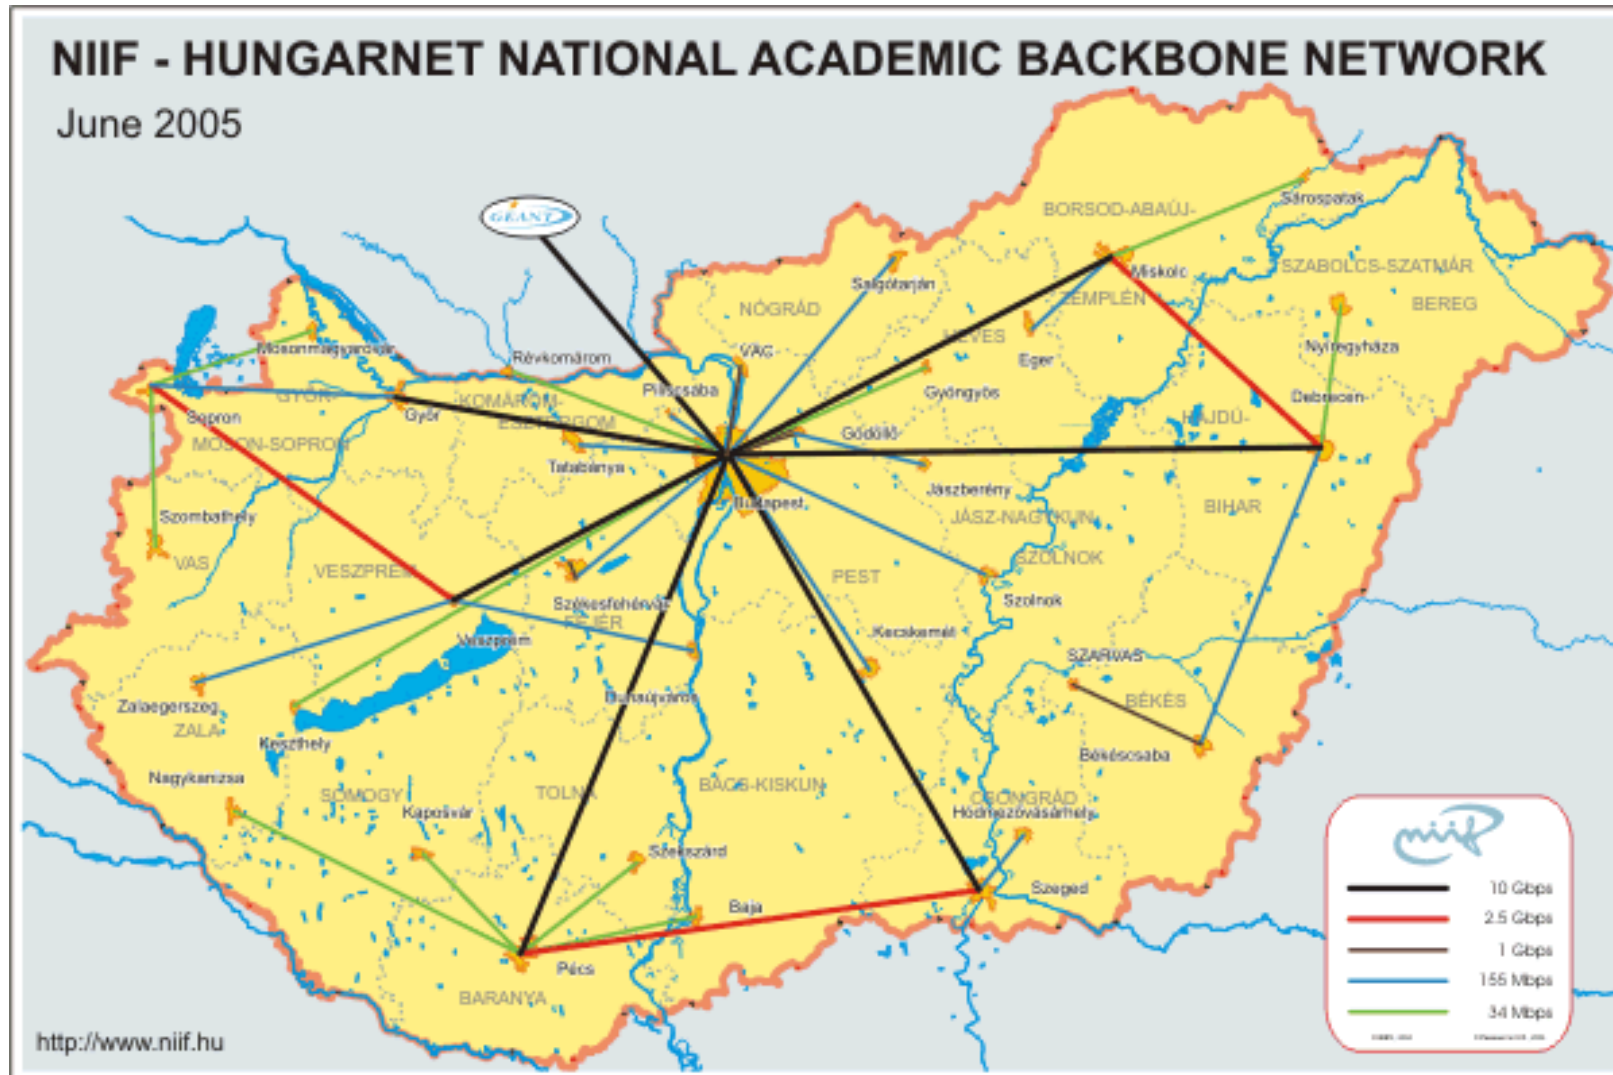 NIIF - HUNGARNET NATIONAL ACADEMIC BACKBONE NETWORK
June 2005
GÉANT
Sárospatak
BORSOD-ABAÚJ-
Miskolc
SZABOLCS-SZATMÁR
ZEMPLÉN
BEREG
Salgótarján
NÓGRÁD
HEVES
Eger
Nyíregyháza
Mosonmagyaróvár
Révkomárom
VÁC
Piliscsaba
Gyöngyös
Debrecen
GYŐR-
KOMÁROM-
Sopron
Győr
ESZTERGOM
HAJDÚ-
MOSON-SOPRON
Gödöllő
Tatabánya
Jászberény
Budapest
Szombathely
JÁSZ-NAGYKUN-
BIHAR
VAS
VESZPRÉM
SZOLNOK
PEST
Székesfehérvár
Szolnok
FEJÉR
Veszprém
Kecskemét
SZARVAS
Zalaegerszeg
Dunaújváros
BÉKÉS
ZALA
Keszthely
Békéscsaba
Nagykanizsa
SOMOGY
TOLNA
BÁCS-KISKUN
CSONGRÁD
Kaposvár
Hódmezővásárhely
Szekszárd
Szeged
Baja
Pécs
BARANYA
niif
10 Gbps
2.5 Gbps
1 Gbps
155 Mbps
34 Mbps
http://www.niif.hu